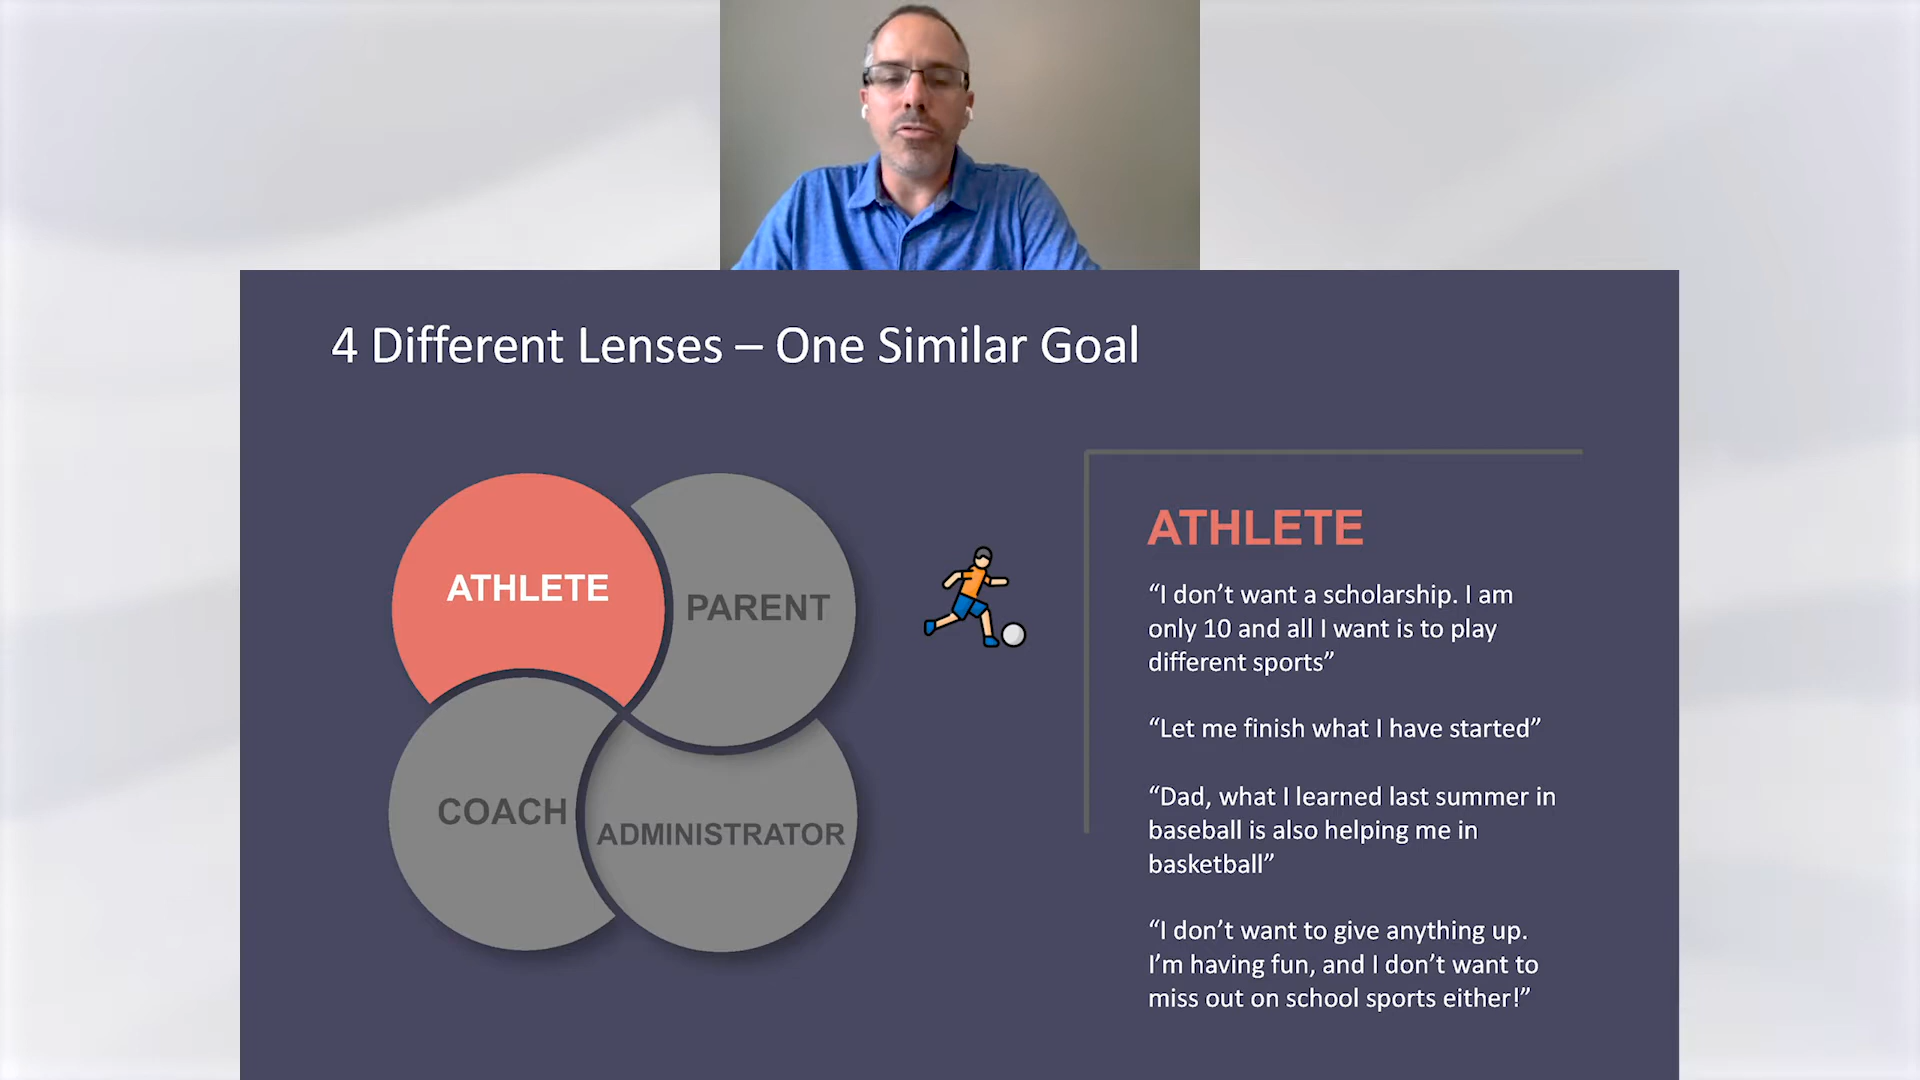 4 Different Lenses – One Similar Goal
ATHLETE
PARENT
COACH
ADMINISTRATOR
ATHLETE
“I don’t want a scholarship. I am
only 10 and all I want is to play
different sports”
“Let me finish what I have started”
“Dad, what I learned last summer in
baseball is also helping me in
basketball”
“I don’t want to give anything up.
I’m having fun, and I don’t want to
miss out on school sports either!”